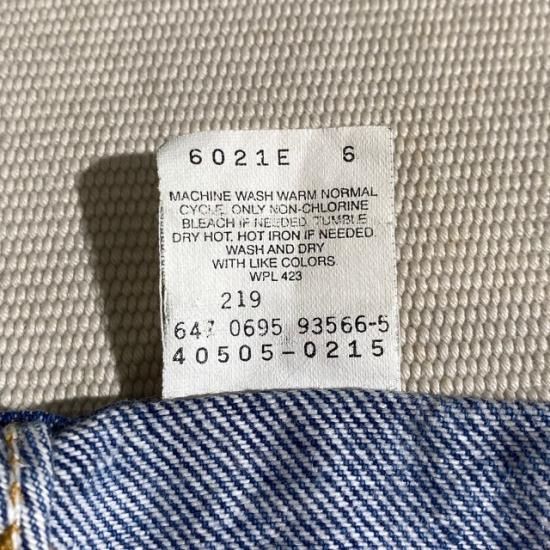 6021E 6
MACHINE WASH WARM NORMAL
CYCLE. ONLY NON-CHLORINE
BLEACH IF NEEDED. TUMBLE
DRY HOT. HOT IRON IF NEEDED.
WASH AND DRY
WITH LIKE COLORS
WPL 423
219
647 0695 93566-5
40505-0215